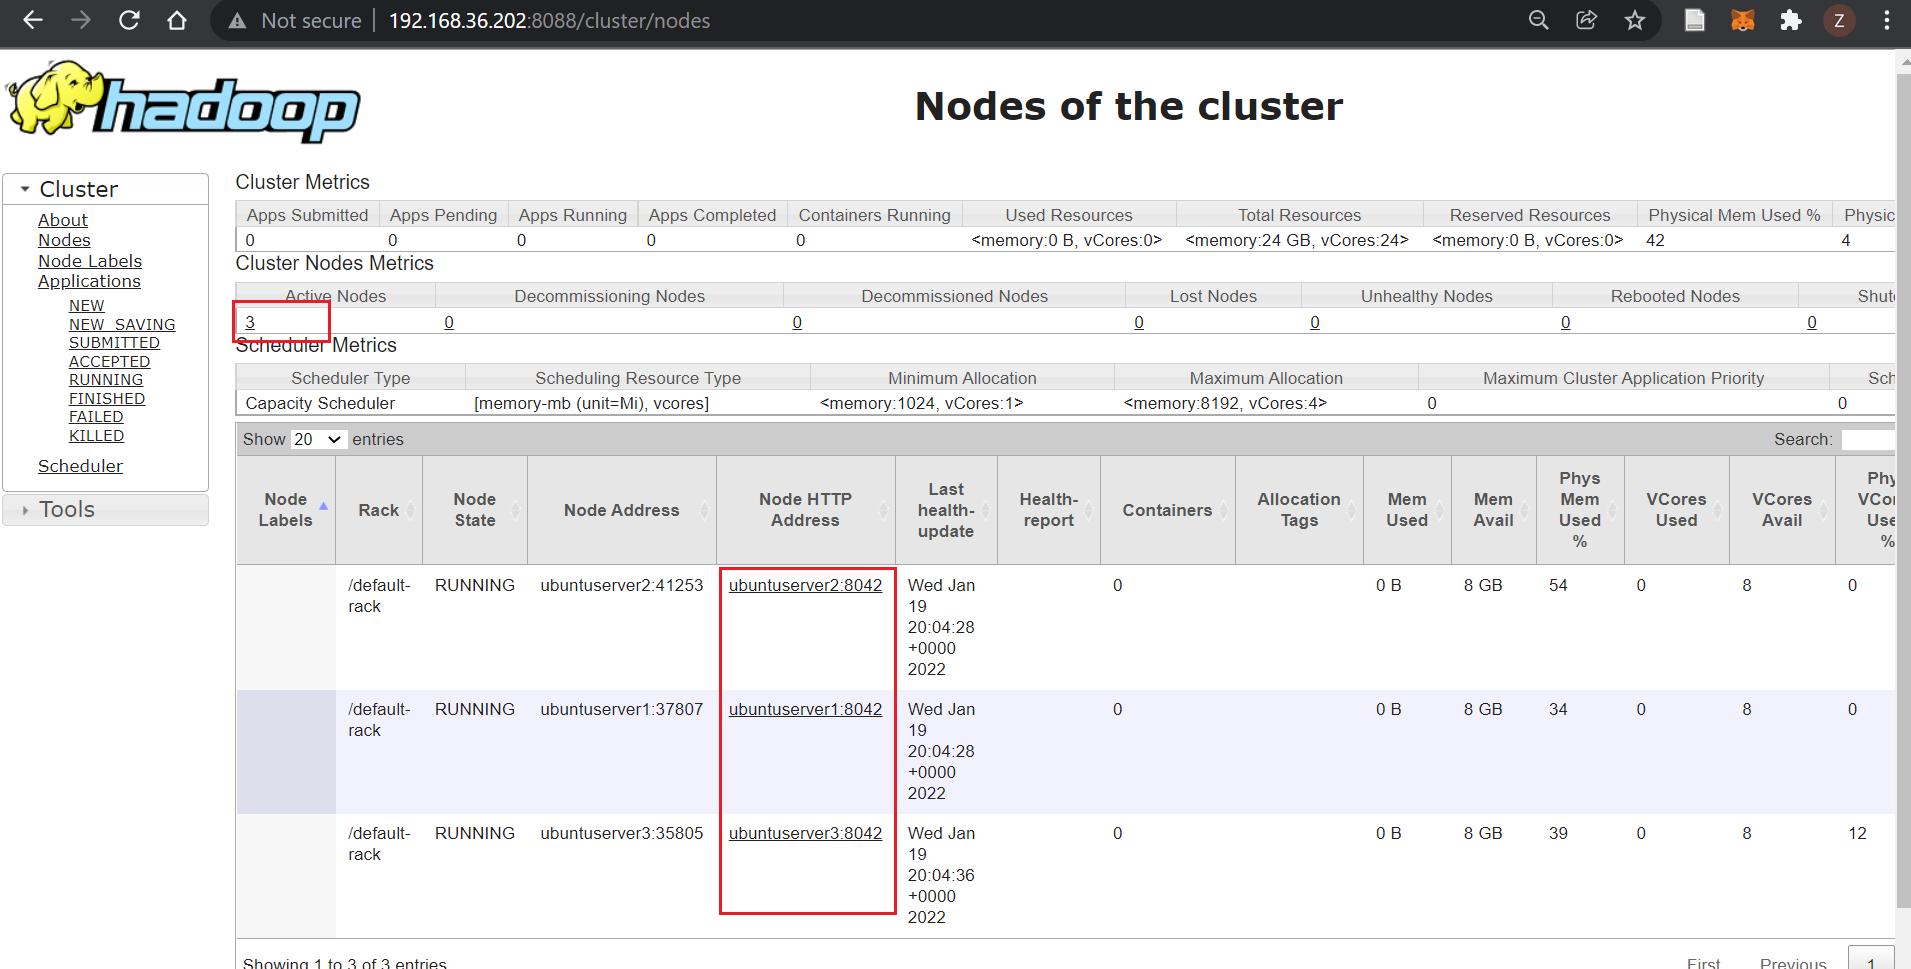 Not secure 192.168.36.202:8088/cluster/nodes Z
hadoop
Nodes of the cluster
Cluster
About
Nodes
Node Labels
Applications
NEW
NEW_SAVING
SUBMITTED
ACCEPTED
RUNNING
FINISHED
FAILED
KILLED
Scheduler
Tools
Cluster Metrics
Apps Submitted Apps Pending Apps Running Apps Completed Containers Running Used Resources Total Resources Reserved Resources Physical Mem Used % Physic
0 0 0 0 0 <memory:0 B, vCores:0> <memory:24 GB, vCores:24> <memory:0 B, vCores:0> 42 4
Cluster Nodes Metrics
Active Nodes Decommissioning Nodes Decommissioned Nodes Lost Nodes Unhealthy Nodes Rebooted Nodes Shut
3 0 0 0 0 0 0
Scheduler Metrics
Scheduler Type Scheduling Resource Type Minimum Allocation Maximum Allocation Maximum Cluster Application Priority Sch
Capacity Scheduler [memory-mb (unit=Mi), vcores] <memory:1024, vCores:1> <memory:8192, vCores:4> 0 0
Show 20 entries Search:
Node Labels Rack Node State Node Address Node HTTP Address Last health-update Health-report Containers Allocation Tags Mem Used Mem Avail Phys Mem Used % VCores Used VCores Avail Phy VCor Use %
/default-rack RUNNING ubuntuserver2:41253 ubuntuserver2:8042 Wed Jan 19 20:04:28 +0000 2022 0 0 B 8 GB 54 0 8 0
/default-rack RUNNING ubuntuserver1:37807 ubuntuserver1:8042 Wed Jan 19 20:04:28 +0000 2022 0 0 B 8 GB 34 0 8 0
/default-rack RUNNING ubuntuserver3:35805 ubuntuserver3:8042 Wed Jan 19 20:04:36 +0000 2022 0 0 B 8 GB 39 0 8 12
Showing 1 to 3 of 3 entries First Previous 1